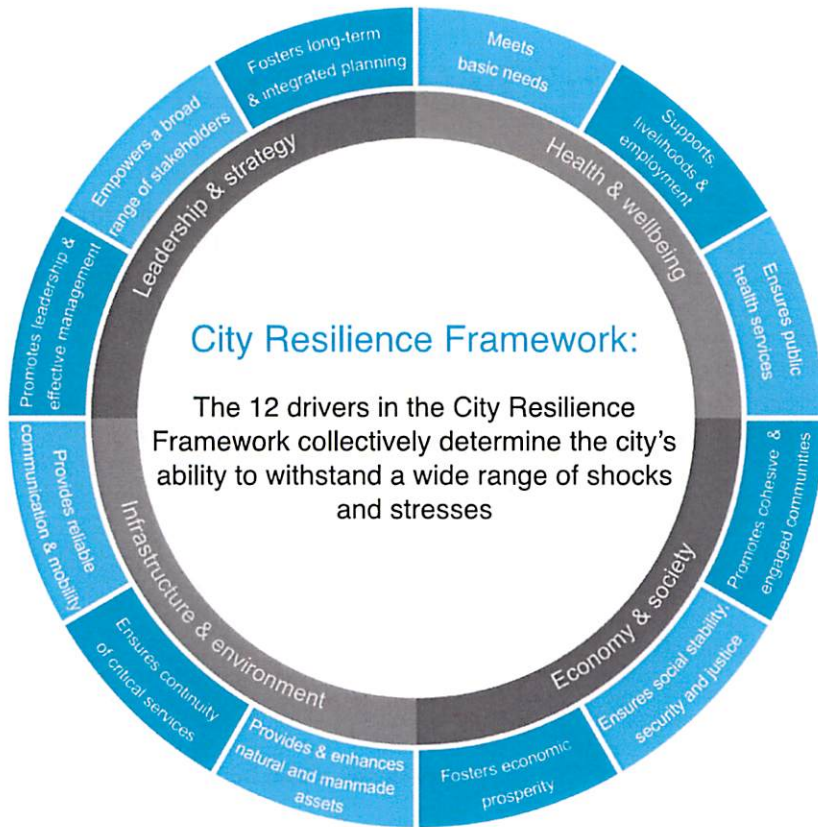 City Resilience Framework:
The 12 drivers in the City Resilience
Framework collectively determine the city's
ability to withstand a wide range of shocks
and stresses
Leadership & strategy
Health & wellbeing
Economy & society
Infrastructure & environment
Meets
basic needs
Supports
livelihoods &
employment
Ensures public
health services
Promotes cohesive &
engaged communities
Ensures social stability,
security and justice
Fosters economic
prosperity
Provides & enhances
natural and manmade
assets
Ensures continuity
of critical services
Provides reliable
communication & mobility
Promotes leadership &
effective management
Empowers a broad
range of stakeholders
Fosters long-term
& integrated planning